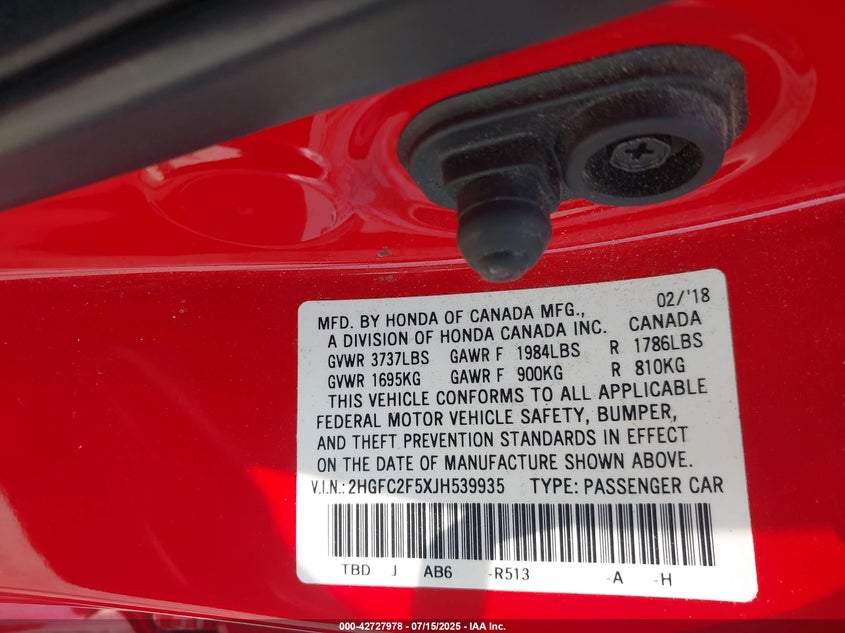 02/'18
MFD. BY HONDA OF CANADA MFG.,
A DIVISION OF HONDA CANADA INC. CANADA
GVWR 3737LBS GAWR F 1984LBS R 1786LBS
GVWR 1695KG GAWR F 900KG R 810KG
THIS VEHICLE CONFORMS TO ALL APPLICABLE
FEDERAL MOTOR VEHICLE SAFETY, BUMPER,
AND THEFT PREVENTION STANDARDS IN EFFECT
ON THE DATE OF MANUFACTURE SHOWN ABOVE.
V.I.N.: 2HGFC2F5XJH539935 TYPE: PASSENGER CAR
TBD J AB6 -R513 -A -H
000-42727978 - 07/15/2025 - IAA Inc.